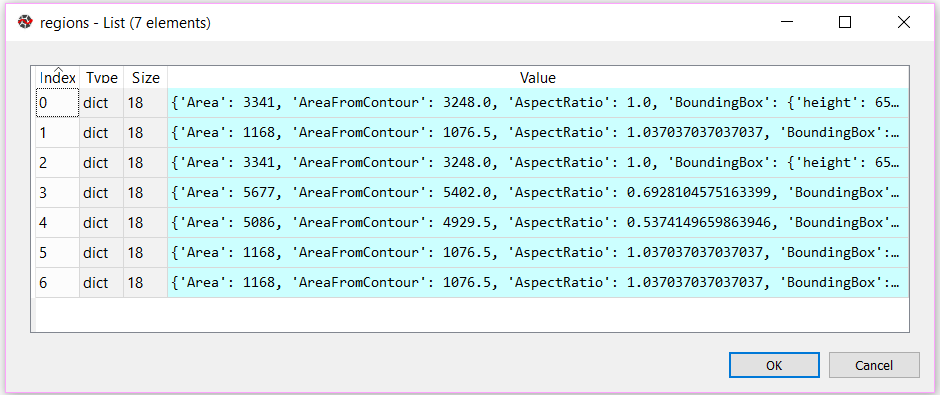 regions - List (7 elements)
Index Type Size Value
0 dict 18 {'Area': 3341, 'AreaFromContour': 3248.0, 'AspectRatio': 1.0, 'BoundingBox': {'height': 65…
1 dict 18 {'Area': 1168, 'AreaFromContour': 1076.5, 'AspectRatio': 1.037037037037037, 'BoundingBox':…
2 dict 18 {'Area': 3341, 'AreaFromContour': 3248.0, 'AspectRatio': 1.0, 'BoundingBox': {'height': 65…
3 dict 18 {'Area': 5677, 'AreaFromContour': 5402.0, 'AspectRatio': 0.6928104575163399, 'BoundingBox'…
4 dict 18 {'Area': 5086, 'AreaFromContour': 4929.5, 'AspectRatio': 0.5374149659863946, 'BoundingBox'…
5 dict 18 {'Area': 1168, 'AreaFromContour': 1076.5, 'AspectRatio': 1.037037037037037, 'BoundingBox':…
6 dict 18 {'Area': 1168, 'AreaFromContour': 1076.5, 'AspectRatio': 1.037037037037037, 'BoundingBox':…
OK Cancel